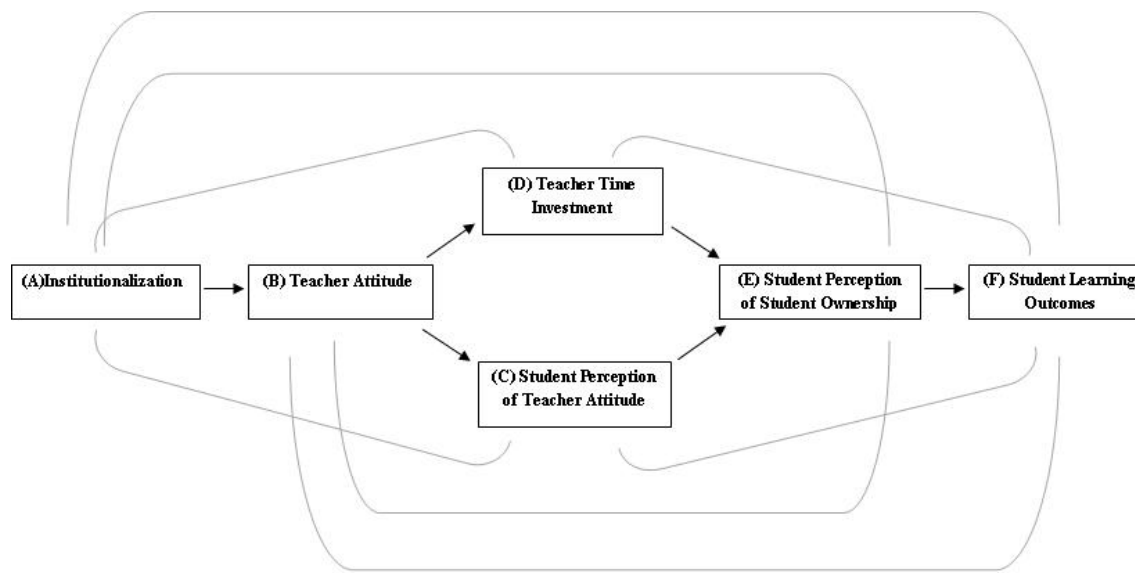 (D) Teacher Time
Investment
(A)Institutionalization
(B) Teacher Attitude
(E) Student Perception
of Student Ownership
(F) Student Learning
Outcomes
(C) Student Perception
of Teacher Attitude